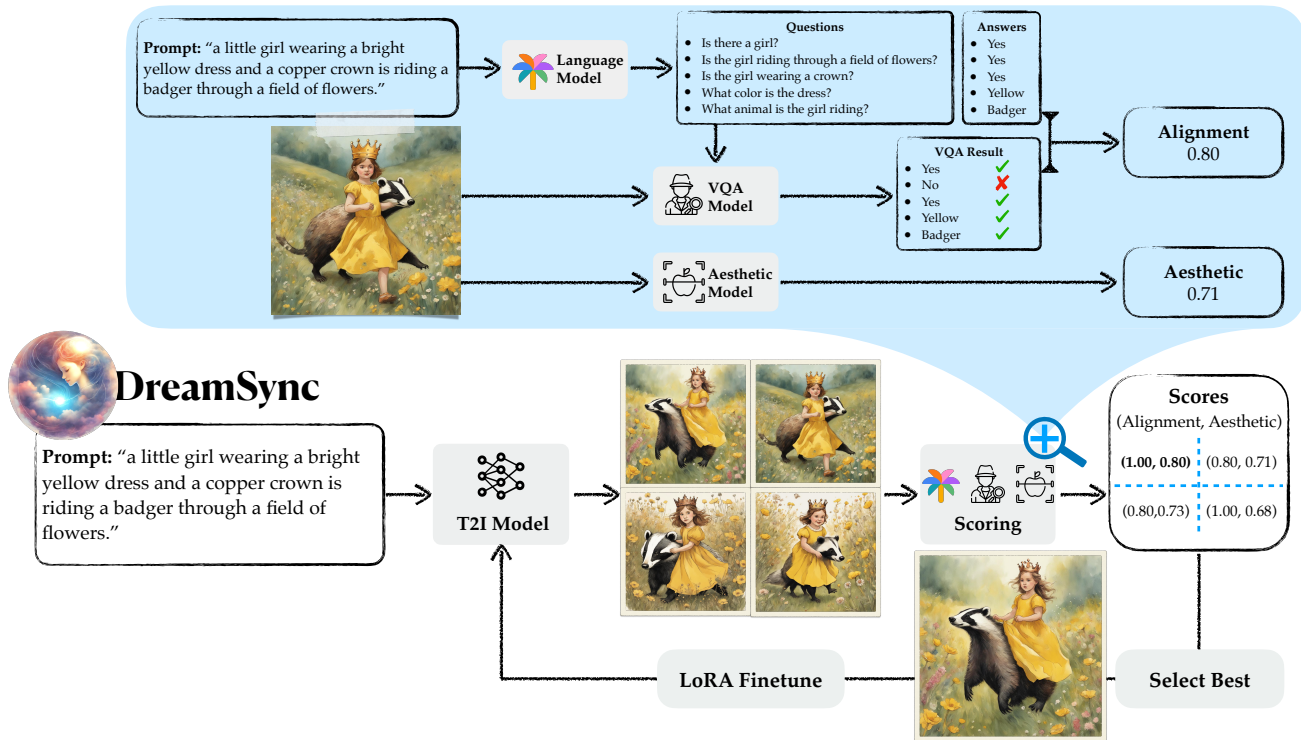 Prompt: “a little girl wearing a bright
yellow dress and a copper crown is riding a
badger through a field of flowers.”
Language
Model
Questions
• Is there a girl?
• Is the girl riding through a field of flowers?
• Is the girl wearing a crown?
• What color is the dress?
• What animal is the girl riding?
Answers
• Yes
• Yes
• Yes
• Yellow
• Badger
VQA
Model
VQA Result
• Yes ✓
• No ✘
• Yes ✓
• Yellow ✓
• Badger ✓
Alignment
0.80
Aesthetic
Model
Aesthetic
0.71
DreamSync
Prompt: “a little girl wearing a bright
yellow dress and a copper crown is
riding a badger through a field of
flowers.”
T2I Model
Scoring
Scores
(Alignment, Aesthetic)
(1.00, 0.80) (0.80, 0.71)
(0.80,0.73) (1.00, 0.68)
LoRA Finetune
Select Best